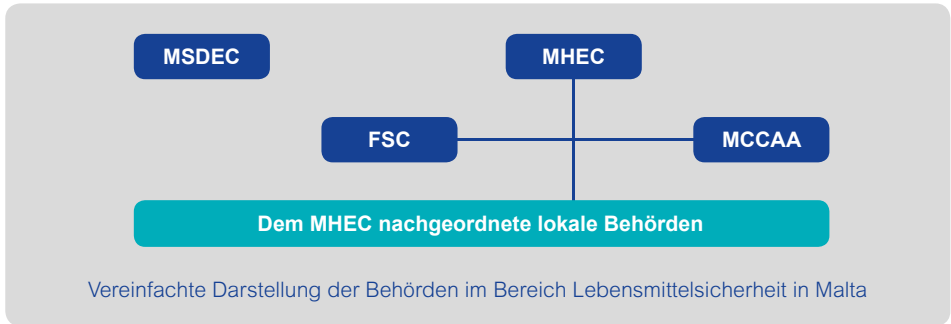 MSDEC
MHEC
FSC
MCCAA
Dem MHEC nachgeordnete lokale Behörden
Vereinfachte Darstellung der Behörden im Bereich Lebensmittelsicherheit in Malta